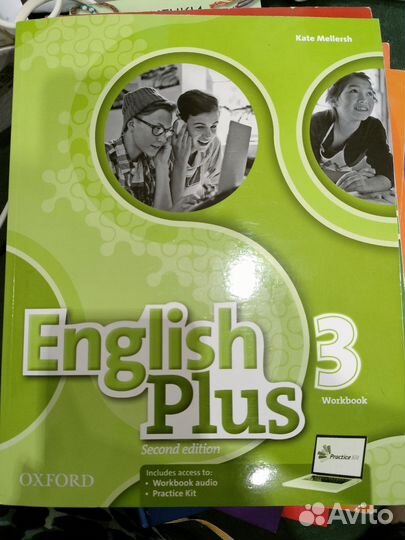 Kate Mellersh
English
Plus
3
Workbook
Second edition
Includes access to:
• Workbook audio
• Practice Kit
Practice Kit
OXFORD
Avito